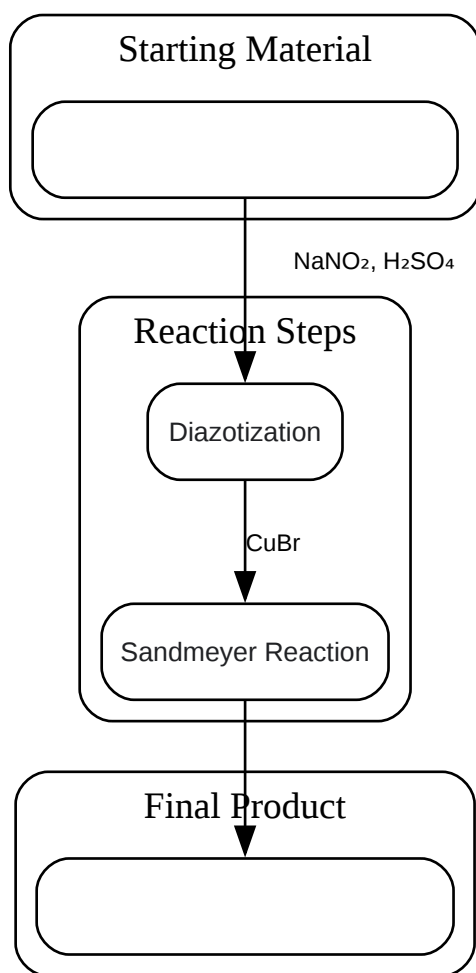 Starting Material
NaNO₂, H₂SO₄
Reaction Steps
Diazotization
CuBr
Sandmeyer Reaction
Final Product